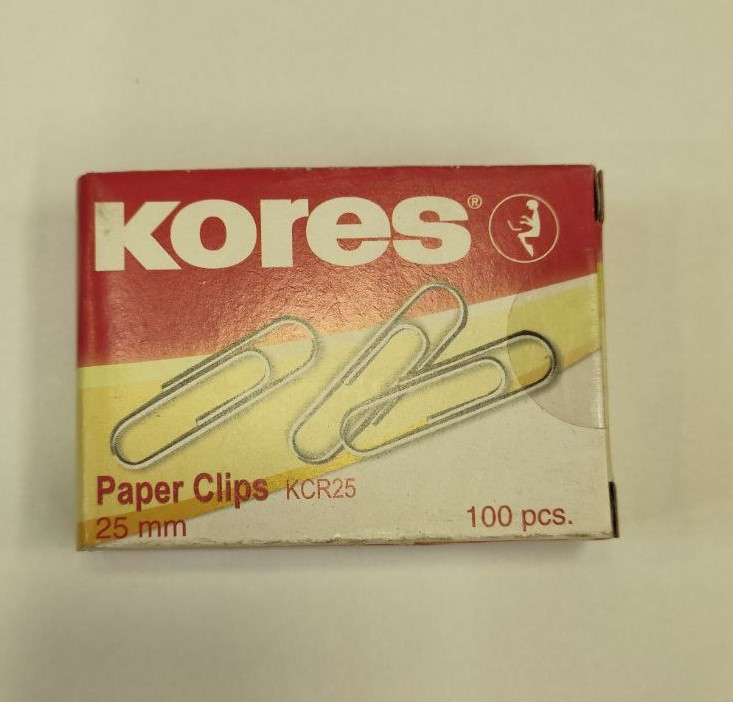 Kores®
Paper Clips KCR25
25 mm
100 pcs.